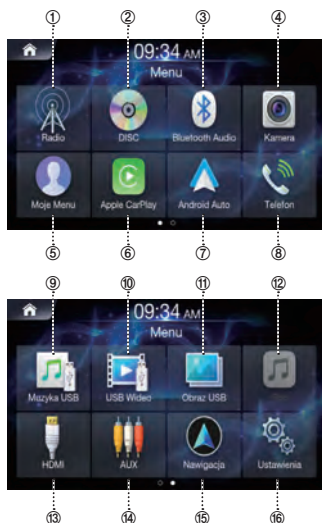 ① ② ③ ④
09:34 AM
Menu
Radio DISC Bluetooth Audio Kamera
Moje Menu Apple CarPlay Android Auto Telefon
⑤ ⑥ ⑦ ⑧
⑨ ⑩ ⑪ ⑫
09:34 AM
Menu
Muzyka USB USB Wideo Obraz USB
HDMI AUX Nawigacja Ustawienia
⑬ ⑭ ⑮ ⑯